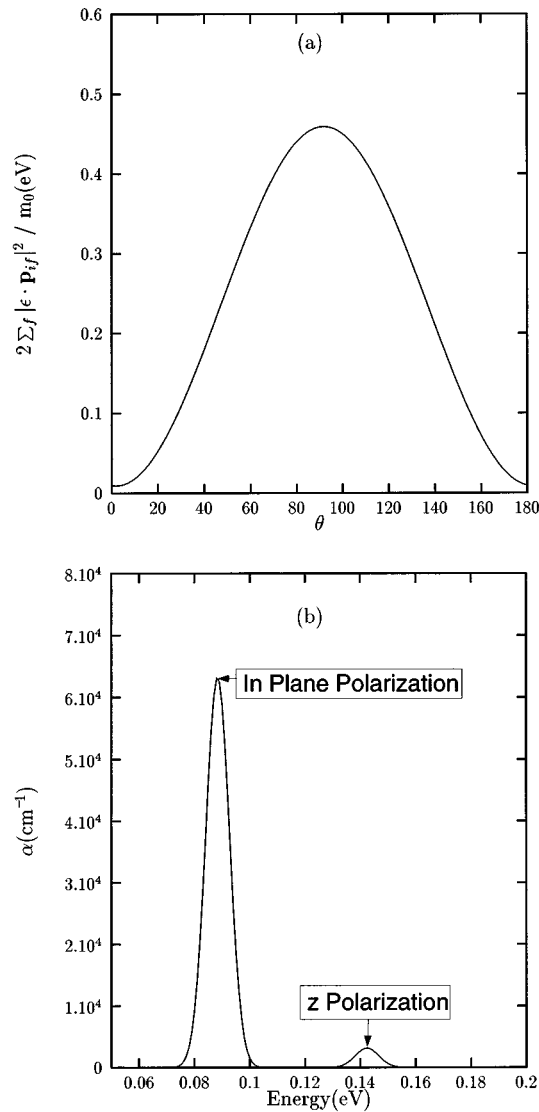 0.6
(a)
0.5
0.4
0.3
0.2
0.1
0
2 Σf |ϵ · pif|² / m0(eV)
0 20 40 60 80 100 120 140 160 180
θ
8.10⁴
(b)
7.10⁴
In Plane Polarization
6.10⁴
5.10⁴
4.10⁴
α(cm⁻¹)
3.10⁴
2.10⁴
z Polarization
1.10⁴
0
0.06 0.08 0.1 0.12 0.14 0.16 0.18 0.2
Energy(eV)